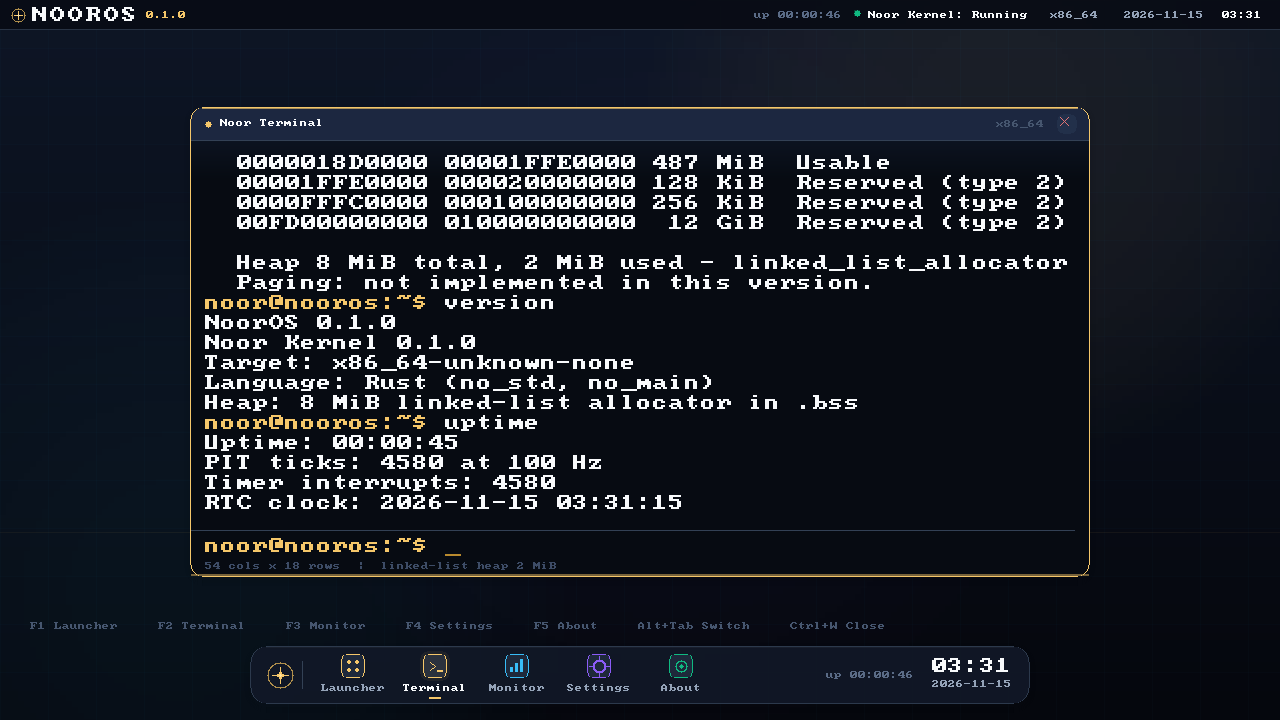 NOOROS 0.1.0 up 00:00:46 Noor Kernel: Running x86_64 2026-11-15 03:31
Noor Terminal x86_64
0000018D0000 00001FFE0000 487 MiB Usable
00001FFE0000 000020000000 128 KiB Reserved (type 2)
0000FFFC0000 000100000000 256 KiB Reserved (type 2)
00FD00000000 010000000000 12 GiB Reserved (type 2)
Heap 8 MiB total, 2 MiB used - linked_list_allocator
Paging: not implemented in this version.
noor@nooros:~$ version
NoorOS 0.1.0
Noor Kernel 0.1.0
Target: x86_64-unknown-none
Language: Rust (no_std, no_main)
Heap: 8 MiB linked-list allocator in .bss
noor@nooros:~$ uptime
Uptime: 00:00:45
PIT ticks: 4580 at 100 Hz
Timer interrupts: 4580
RTC clock: 2026-11-15 03:31:15
noor@nooros:~$ _
54 cols x 18 rows | linked-list heap 2 MiB
F1 Launcher F2 Terminal F3 Monitor F4 Settings F5 About Alt+Tab Switch Ctrl+W Close
Launcher Terminal Monitor Settings About up 00:00:46 03:31
2026-11-15